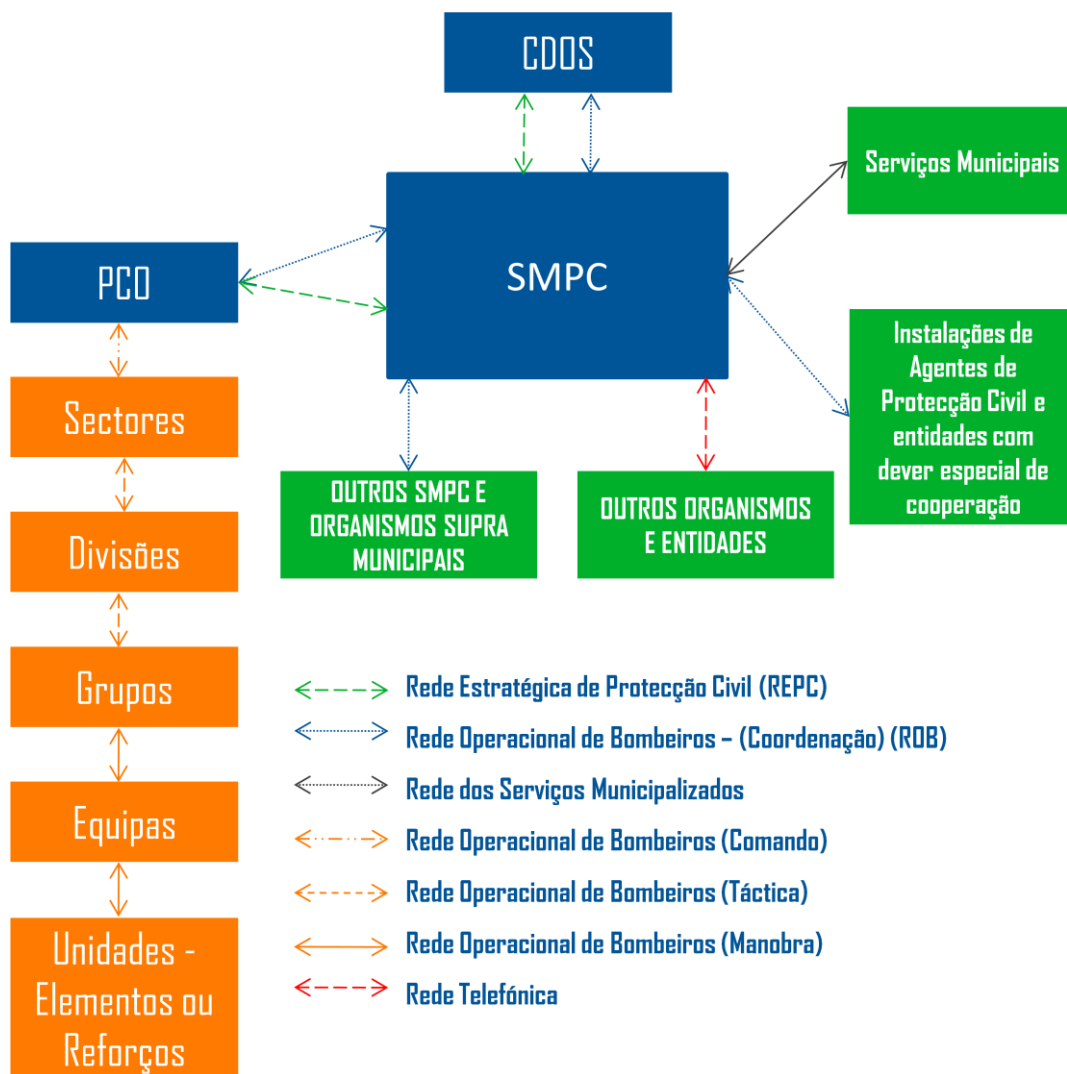 CDOS
Serviços Municipais
SMPC
PCO
Instalações de
Agentes de
Protecção Civil e
entidades com
dever especial de
cooperação
Sectores
OUTROS SMPC E
ORGANISMOS SUPRA
MUNICIPAIS
OUTROS ORGANISMOS
E ENTIDADES
Divisões
Grupos
Equipas
Unidades -
Elementos ou
Reforços
Rede Estratégica de Protecção Civil (REPC)
Rede Operacional de Bombeiros – (Coordenação) (ROB)
Rede dos Serviços Municipalizados
Rede Operacional de Bombeiros (Comando)
Rede Operacional de Bombeiros (Táctica)
Rede Operacional de Bombeiros (Manobra)
Rede Telefónica